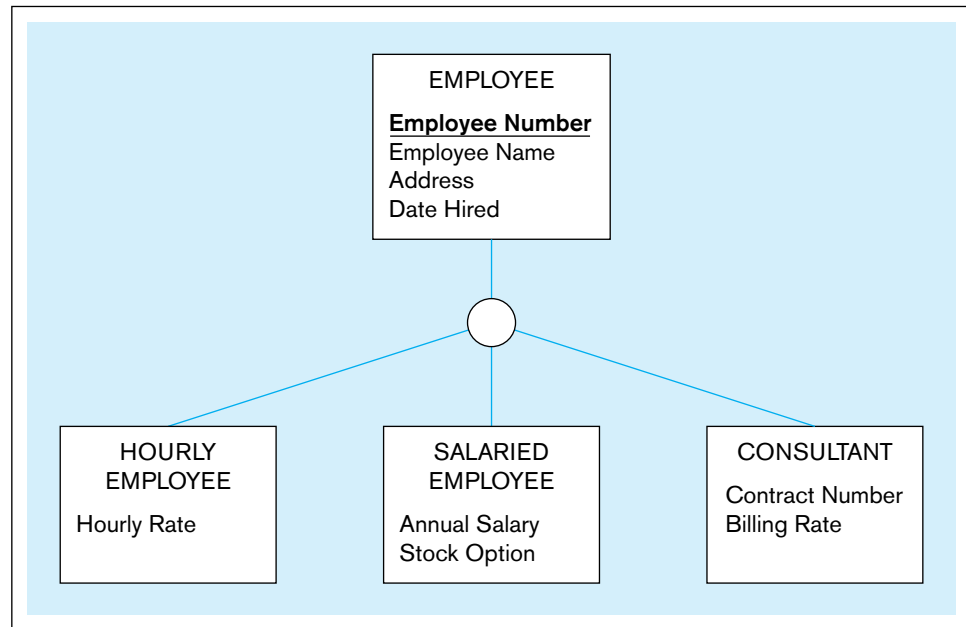 EMPLOYEE
Employee Number
Employee Name
Address
Date Hired
HOURLY
EMPLOYEE
Hourly Rate
SALARIED
EMPLOYEE
Annual Salary
Stock Option
CONSULTANT
Contract Number
Billing Rate